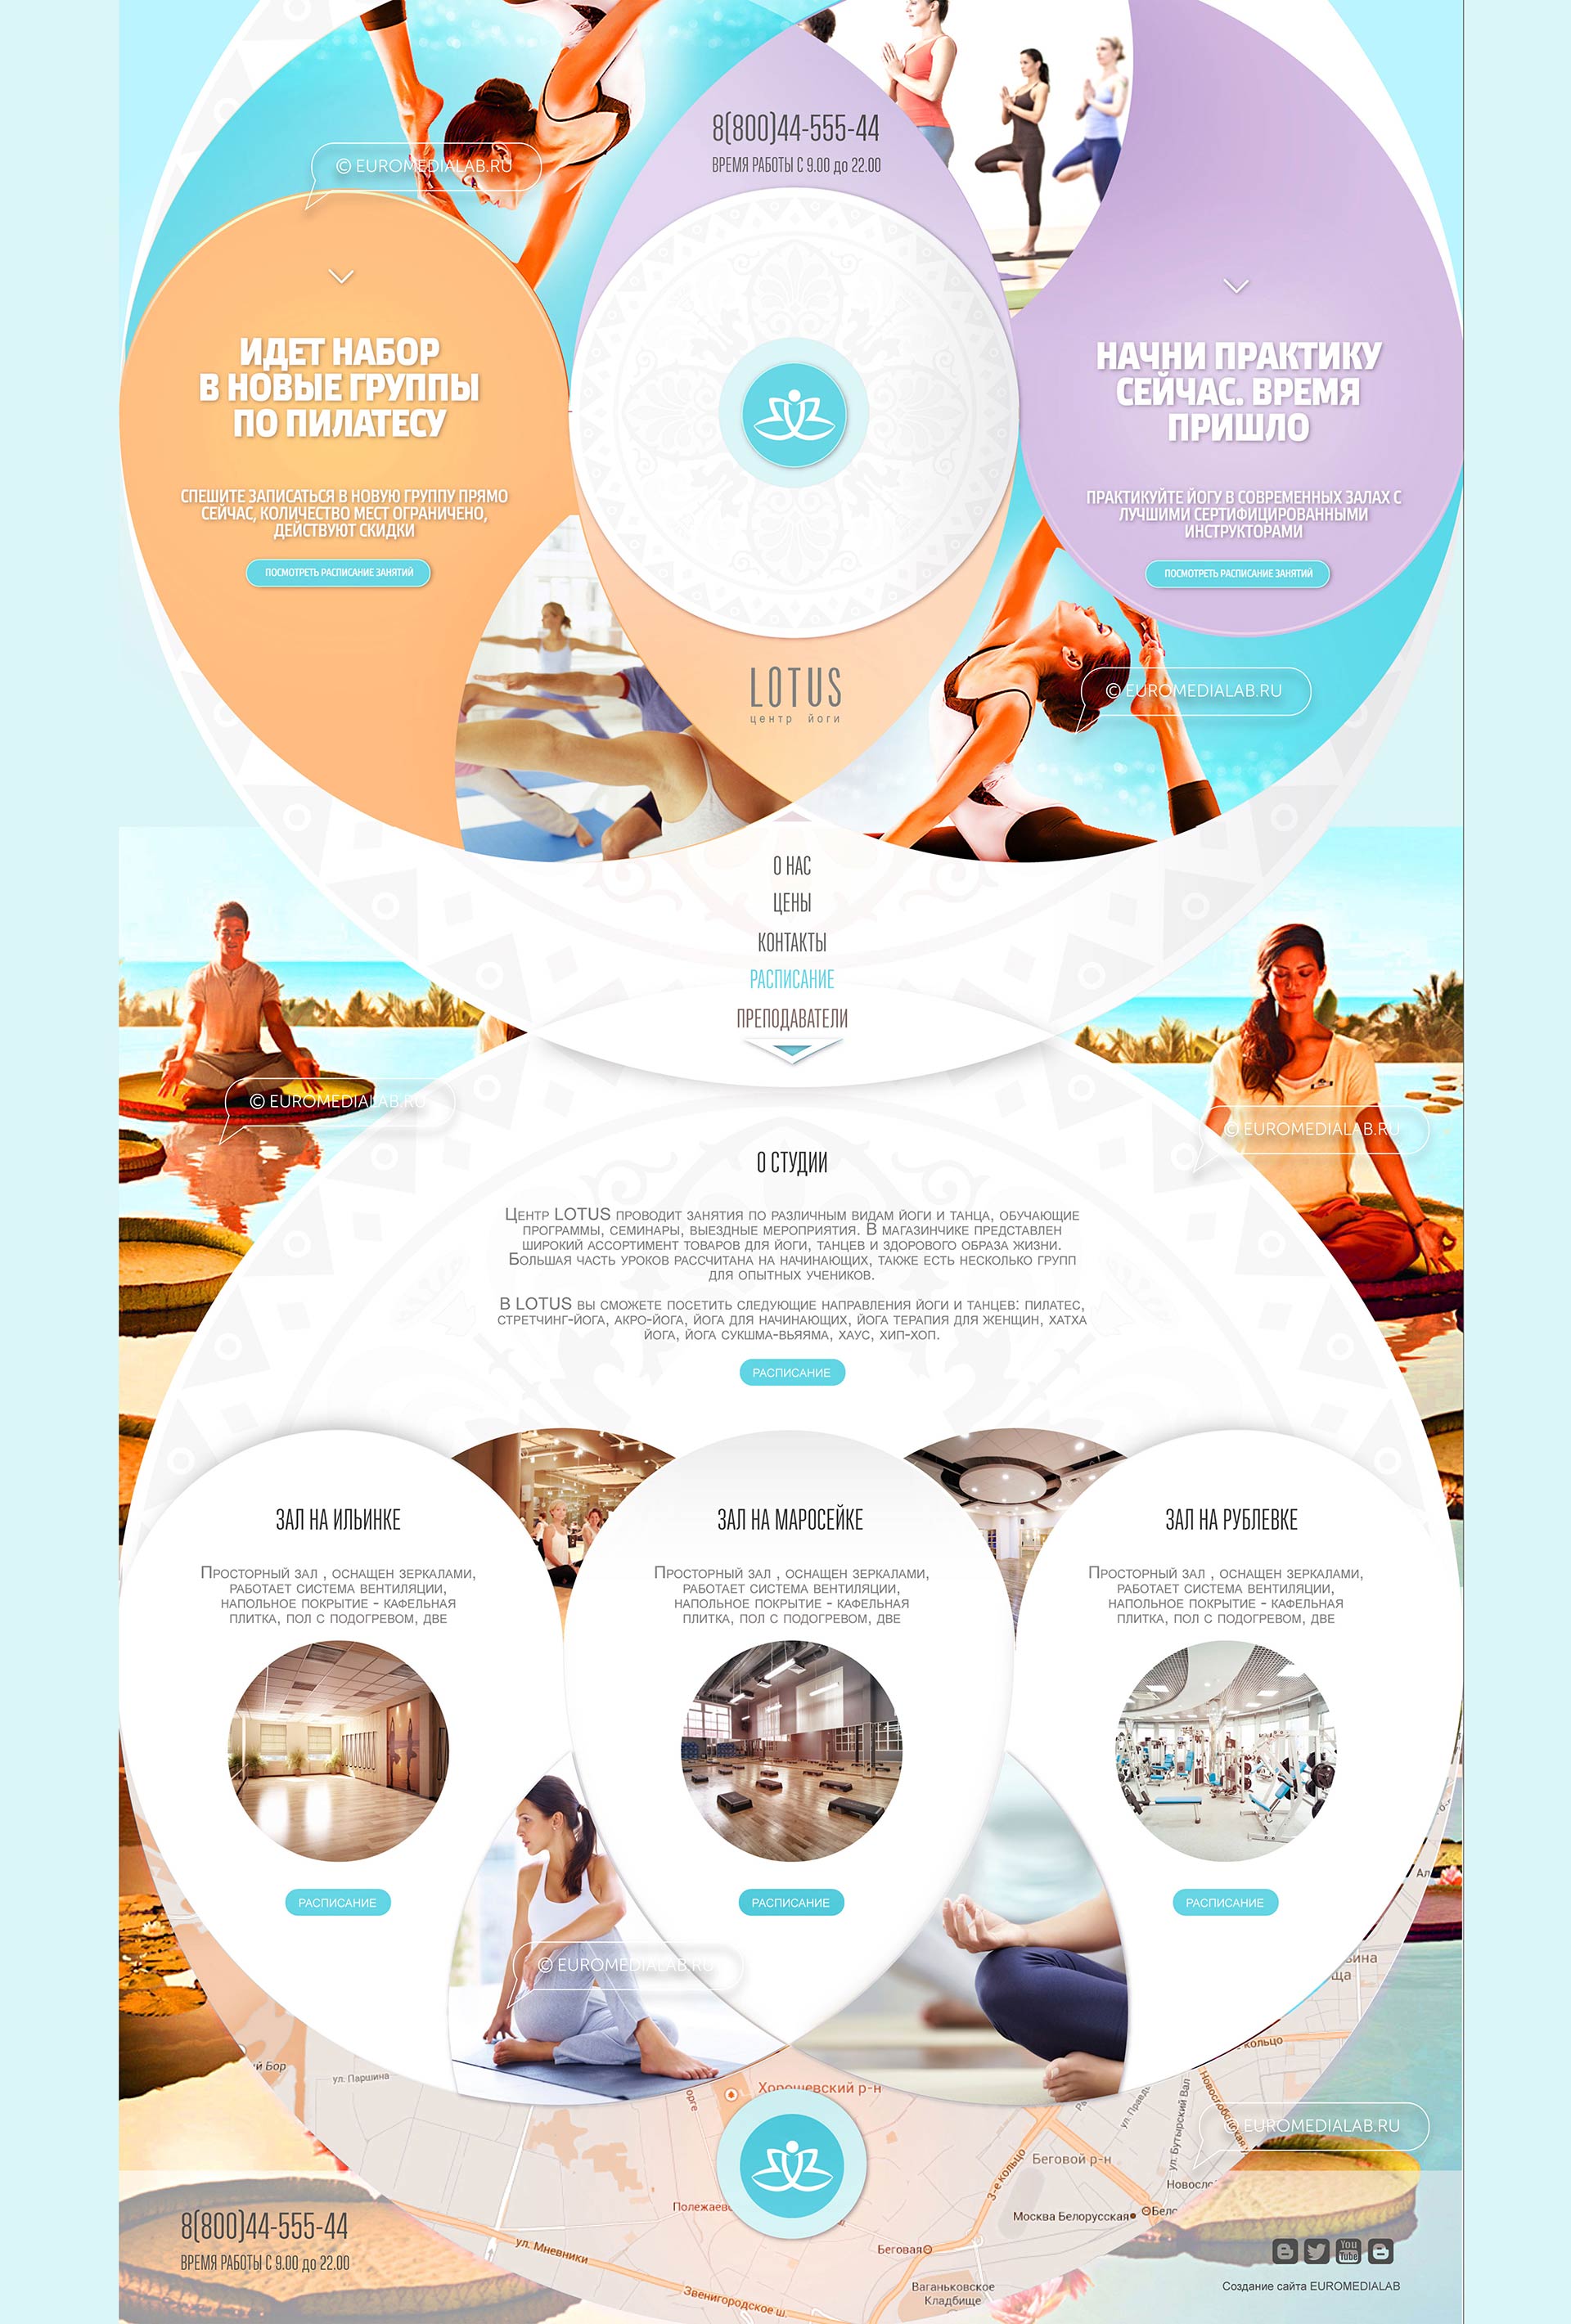 8(800)44-555-44
ВРЕМЯ РАБОТЫ С 9.00 до 22.00
© EUROMEDIALAB.RU
ИДЕТ НАБОР
В НОВЫЕ ГРУППЫ
ПО ПИЛАТЕСУ
СПЕШИТЕ ЗАПИСАТЬСЯ В НОВУЮ ГРУППУ ПРЯМО
СЕЙЧАС, КОЛИЧЕСТВО МЕСТ ОГРАНИЧЕНО,
ДЕЙСТВУЮТ СКИДКИ
ПОСМОТРЕТЬ РАСПИСАНИЕ ЗАНЯТИЙ
НАЧНИ ПРАКТИКУ
СЕЙЧАС. ВРЕМЯ
ПРИШЛО
ПРАКТИКУЙТЕ ЙОГУ В СОВРЕМЕННЫХ ЗАЛАХ С
ЛУЧШИМИ СЕРТИФИЦИРОВАННЫМИ
ИНСТРУКТОРАМИ
ПОСМОТРЕТЬ РАСПИСАНИЕ ЗАНЯТИЙ
LOTUS
центр йоги
© EUROMEDIALAB.RU
О НАС
ЦЕНЫ
КОНТАКТЫ
РАСПИСАНИЕ
ПРЕПОДАВАТЕЛИ
© EUROMEDIALAB.RU
© EUROMEDIALAB.RU
О СТУДИИ
Центр LOTUS проводит занятия по различным видам йоги и танца, обучающие
программы, семинары, выездные мероприятия. В магазинчике представлен
широкий ассортимент товаров для йоги, танцев и здорового образа жизни.
Большая часть уроков рассчитана на начинающих, также есть несколько групп
для опытных учеников.
В LOTUS вы сможете посетить следующие направления йоги и танцев: пилатес,
стретчинг-йога, акро-йога, йога для начинающих, йога терапия для женщин, хатха
йога, йога сукшма-вьяяма, хаус, хип-хоп.
РАСПИСАНИЕ
ЗАЛ НА ИЛЬИНКЕ
Просторный зал , оснащен зеркалами,
работает система вентиляции,
напольное покрытие - кафельная
плитка, пол с подогревом, две
РАСПИСАНИЕ
ЗАЛ НА МАРОСЕЙКЕ
Просторный зал , оснащен зеркалами,
работает система вентиляции,
напольное покрытие - кафельная
плитка, пол с подогревом, две
РАСПИСАНИЕ
ЗАЛ НА РУБЛЕВКЕ
Просторный зал , оснащен зеркалами,
работает система вентиляции,
напольное покрытие - кафельная
плитка, пол с подогревом, две
РАСПИСАНИЕ
© EUROMEDIALAB.RU
кольцо
Бор
ул. Паршина
Хорошевский р-н
ул. Бутырский Вал
Новослободская
© EUROMEDIALAB.RU
Беговой р-н
3-е кольцо
Москва Белорусская
Беговая
ул. Мневники
Звенигородское ш.
Ваганьковское
Кладбище
8(800)44-555-44
ВРЕМЯ РАБОТЫ С 9.00 до 22.00
You
Tube
Создание сайта EUROMEDIALAB